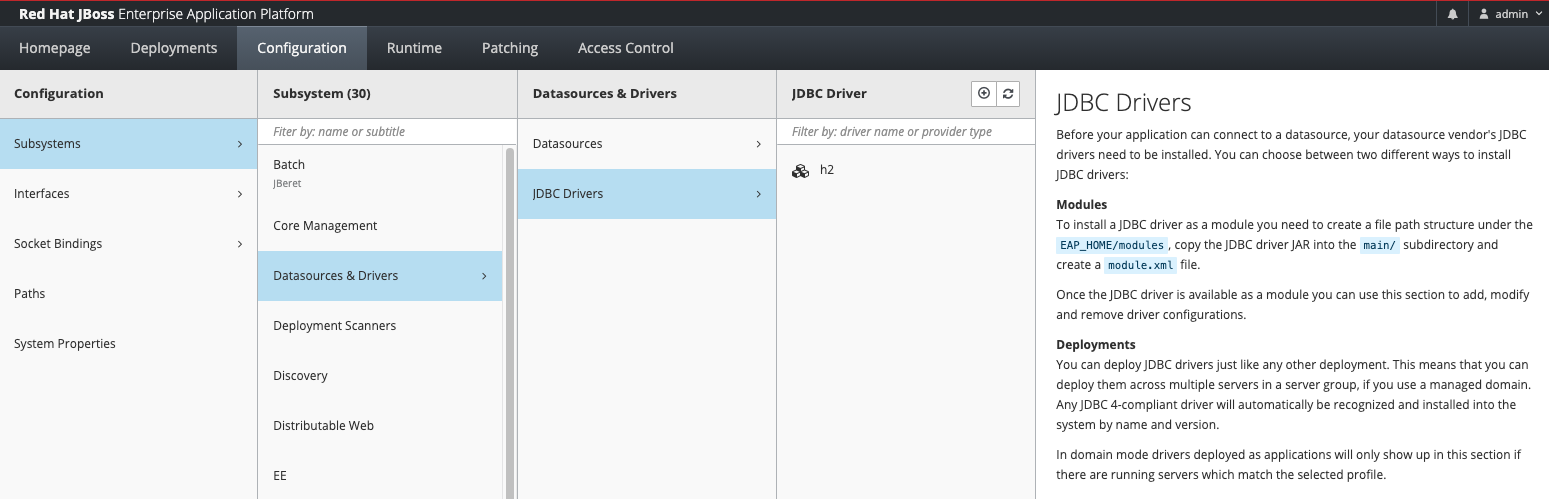 Red Hat JBoss Enterprise Application Platform
admin
Homepage
Deployments
Configuration
Runtime
Patching
Access Control
Configuration
Subsystems
Interfaces
Socket Bindings
Paths
System Properties
Subsystem (30)
Fiter by: name or subtitle
Batch
JBeret
Core Management
Datasources & Drivers
Deployment Scanners
Discovery
Distributable Web
EE
Datasources & Drivers
Datasources
JDBC Drivers
JDBC Driver
Filter by: driver name or provider type
h2
JDBC Drivers
Before your application can connect to a datasource, your datasource vendor's JDBC
drivers need to be installed. You can choose between two different ways to install
JDBC drivers:
Modules
To install a JDBC driver as a module you need to create a file path structure under the
EAP_HOME/modules, copy the JDBC driver JAR into the main/ subdirectory and
create a module.xml file.
Once the JDBC driver is available as a module you can use this section to add, modify
and remove driver configurations.
Deployments
You can deploy JDBC drivers just like any other deployment. This means that you can
deploy them across multiple servers in a server group, if you use a managed domain.
Any JDBC 4-compliant driver will automatically be recognized and installed into the
system by name and version.
In domain mode drivers deployed as applications will only show up in this section if
there are running servers which match the selected profile.